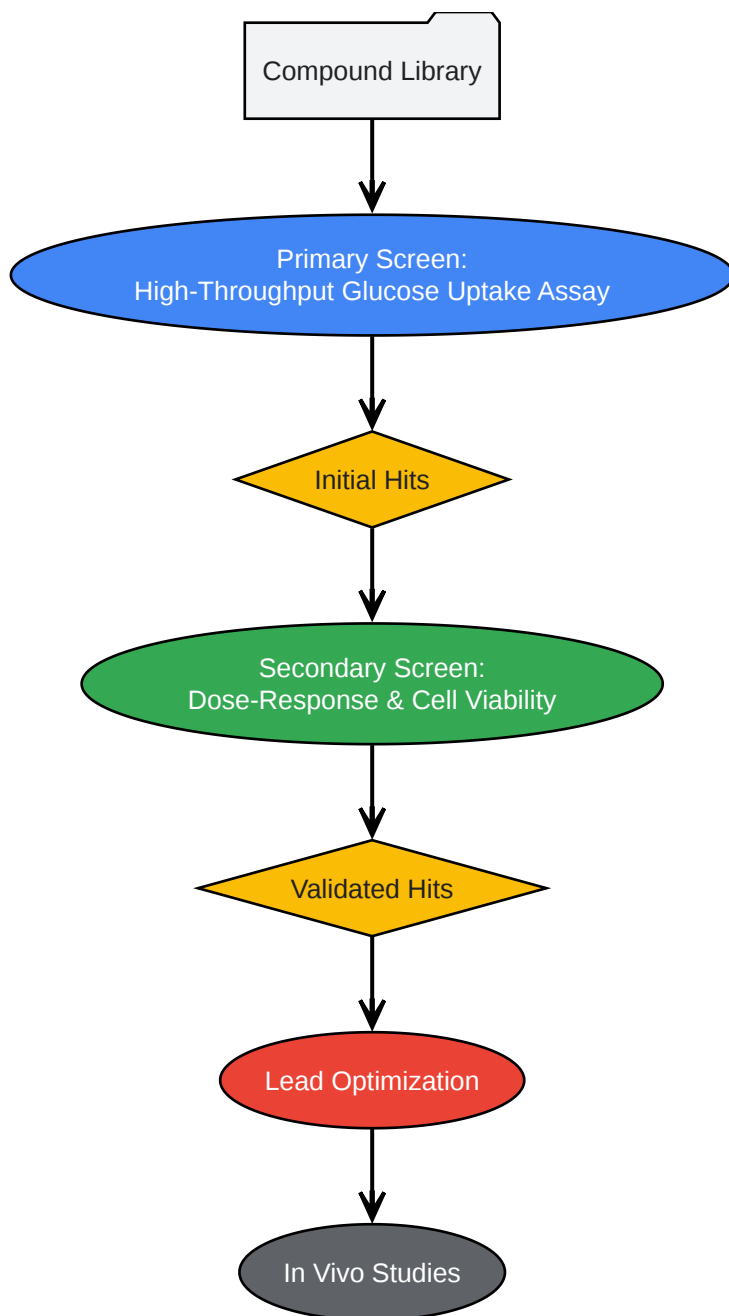 Compound Library
Primary Screen:
High-Throughput Glucose Uptake Assay
Initial Hits
Secondary Screen:
Dose-Response & Cell Viability
Validated Hits
Lead Optimization
In Vivo Studies